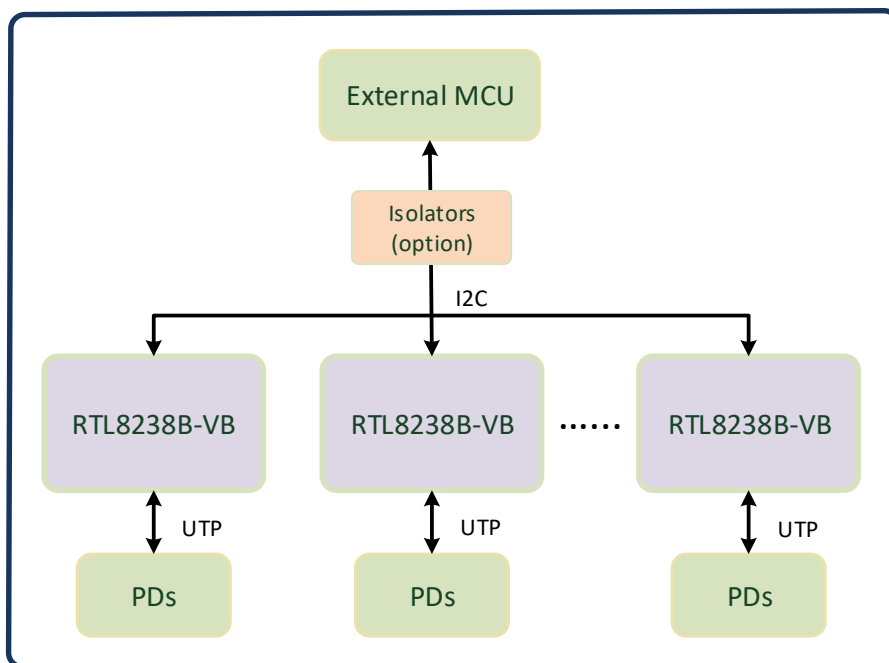 External MCU
Isolators
(option)
I2C
RTL8238B-VB
RTL8238B-VB
......
RTL8238B-VB
UTP
UTP
UTP
PDs
PDs
PDs